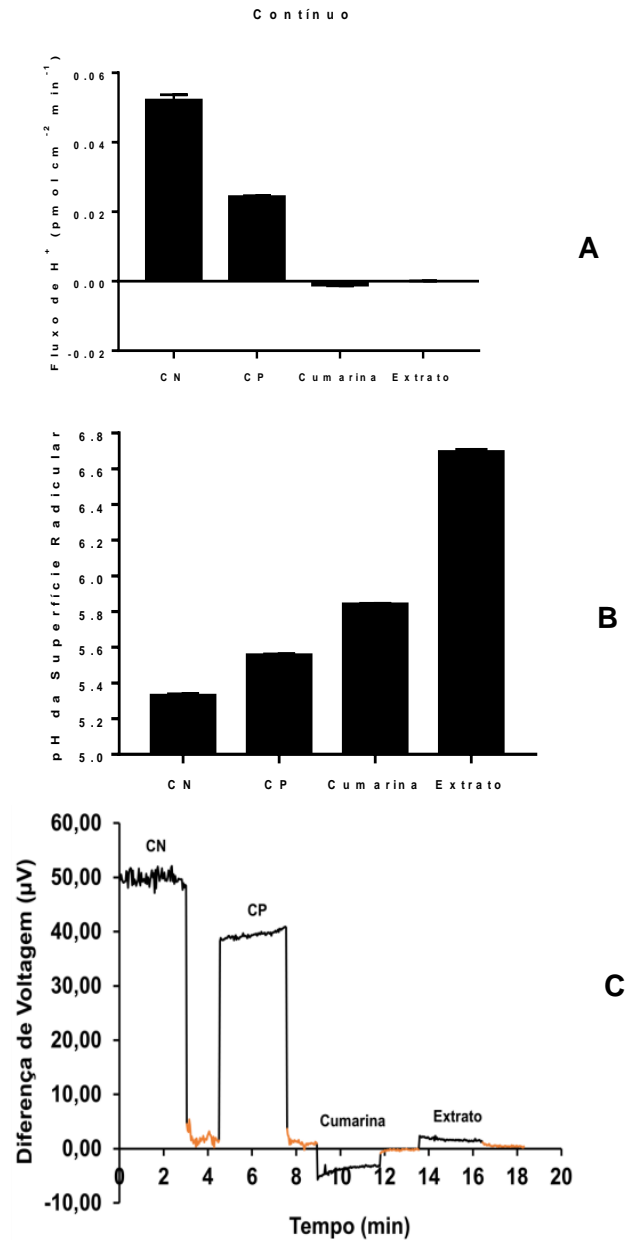 Contínuo
Fluxo de H⁺ (pmol cm⁻² min⁻¹)
0.06
0.04
0.02
0.00
-0.02
CN CP Cumarina Extrato
A
pH da Superfície Radicular
6.8
6.6
6.4
6.2
6.0
5.8
5.6
5.4
5.2
5.0
CN CP Cumarina Extrato
B
Diferença de Voltagem (µV)
60,00
50,00
40,00
30,00
20,00
10,00
0,00
-10,00
CN
CP
Cumarina
Extrato
0 2 4 6 8 10 12 14 16 18 20
Tempo (min)
C